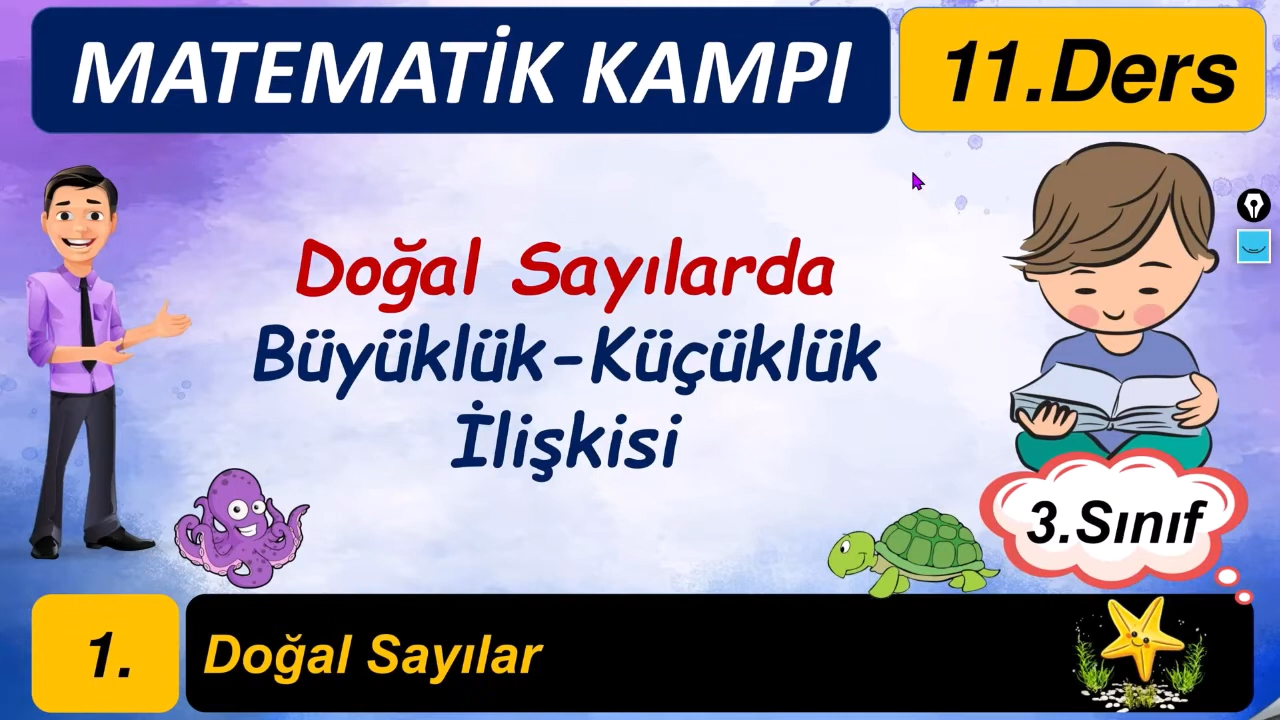 MATEMATİK KAMPI
11.Ders
Doğal Sayılarda
Büyüklük-Küçüklük
İlişkisi
3.Sınıf
1.
Doğal Sayılar